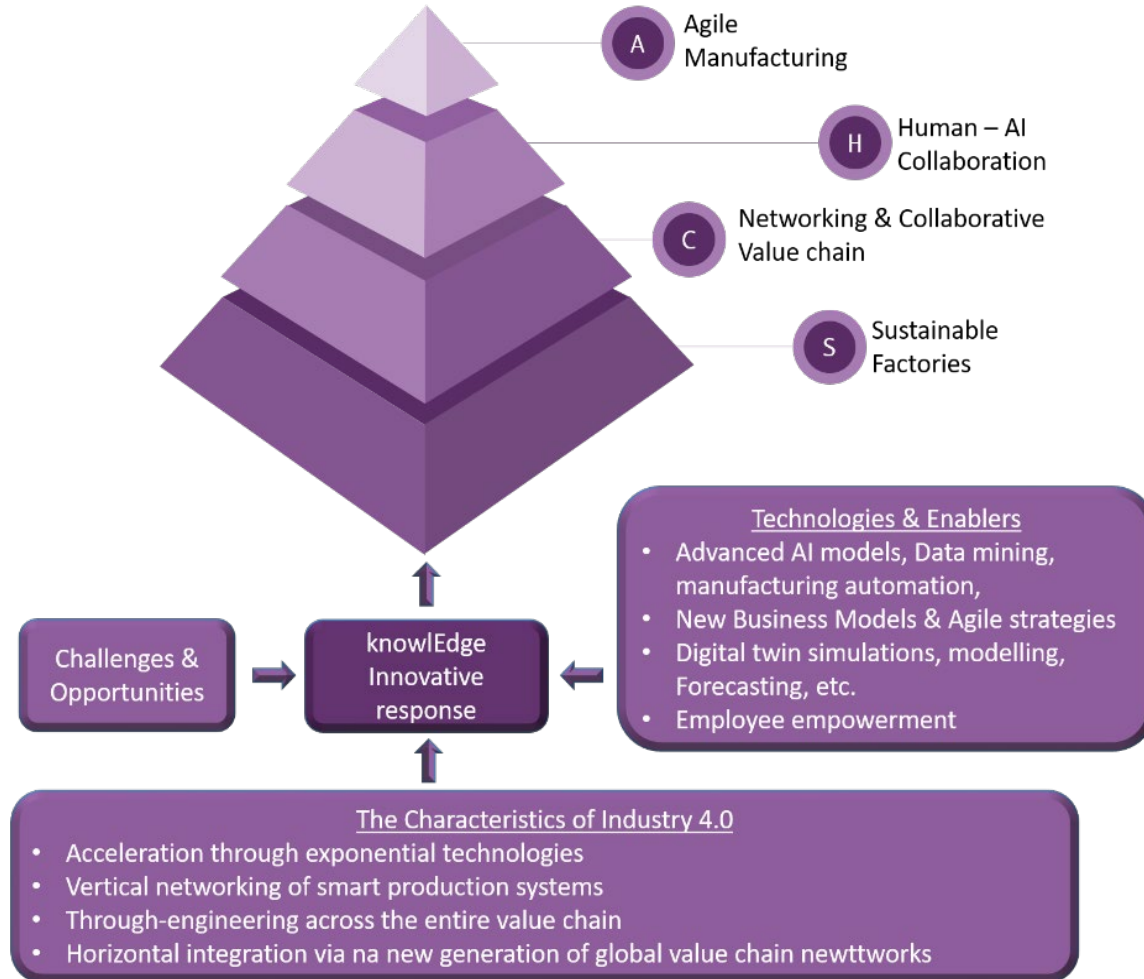 A
Agile
Manufacturing
H
Human – AI
Collaboration
C
Networking & Collaborative
Value chain
S
Sustainable
Factories
Technologies & Enablers
• Advanced AI models, Data mining,
manufacturing automation,
• New Business Models & Agile strategies
• Digital twin simulations, modelling,
Forecasting, etc.
• Employee empowerment
Challenges &
Opportunities
knowlEdge
Innovative
response
The Characteristics of Industry 4.0
• Acceleration through exponential technologies
• Vertical networking of smart production systems
• Through-engineering across the entire value chain
• Horizontal integration via na new generation of global value chain newttworks